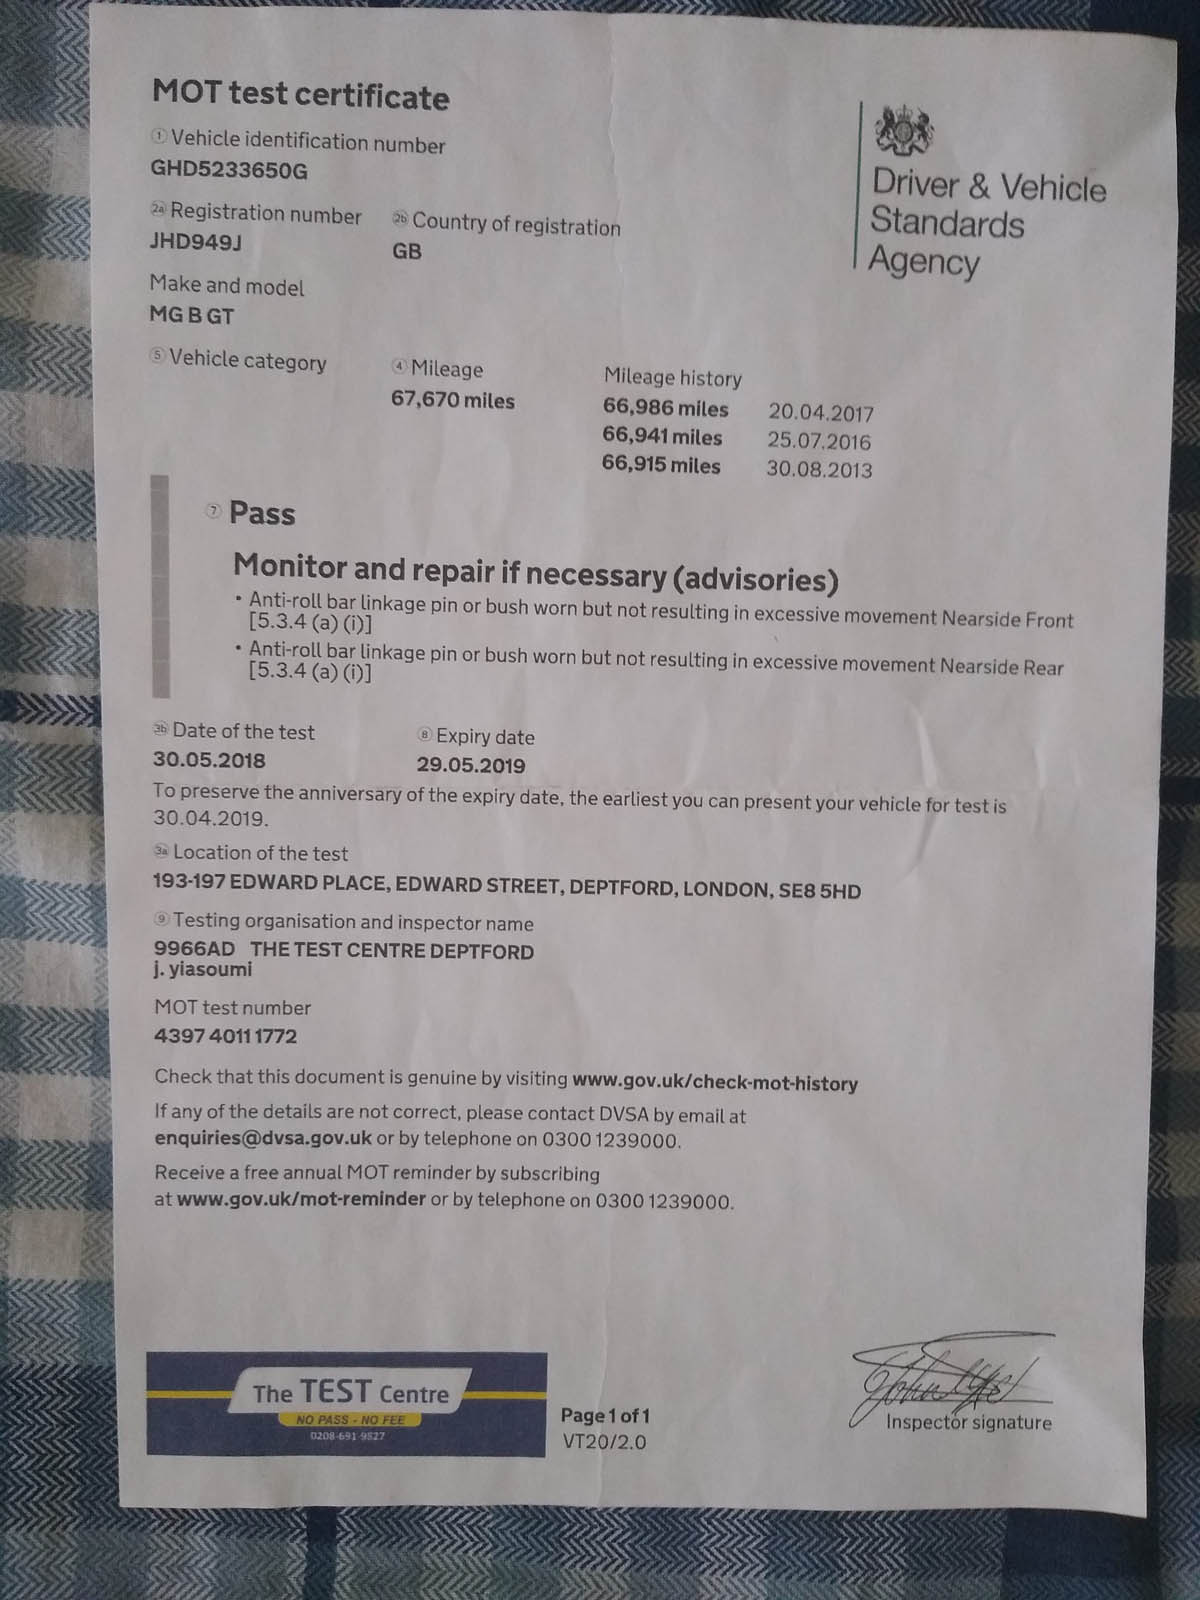 MOT test certificate
1 Vehicle identification number
GHD5233650G
2a Registration number 2b Country of registration
JHD949J GB
Make and model
MG B GT
5 Vehicle category 4 Mileage Mileage history
67,670 miles 66,986 miles 20.04.2017
66,941 miles 25.07.2016
66,915 miles 30.08.2013
Driver & Vehicle
Standards
Agency
7 Pass
Monitor and repair if necessary (advisories)
• Anti-roll bar linkage pin or bush worn but not resulting in excessive movement Nearside Front
[5.3.4 (a) (i)]
• Anti-roll bar linkage pin or bush worn but not resulting in excessive movement Nearside Rear
[5.3.4 (a) (i)]
3b Date of the test 8 Expiry date
30.05.2018 29.05.2019
To preserve the anniversary of the expiry date, the earliest you can present your vehicle for test is
30.04.2019.
3a Location of the test
193-197 EDWARD PLACE, EDWARD STREET, DEPTFORD, LONDON, SE8 5HD
9 Testing organisation and inspector name
9966AD THE TEST CENTRE DEPTFORD
j. yiasoumi
MOT test number
4397 4011 1772
Check that this document is genuine by visiting www.gov.uk/check-mot-history
If any of the details are not correct, please contact DVSA by email at
enquiries@dvsa.gov.uk or by telephone on 0300 1239000.
Receive a free annual MOT reminder by subscribing
at www.gov.uk/mot-reminder or by telephone on 0300 1239000.
The TEST Centre
NO PASS - NO FEE
0208-691-9527
Page 1 of 1
VT20/2.0
Inspector signature